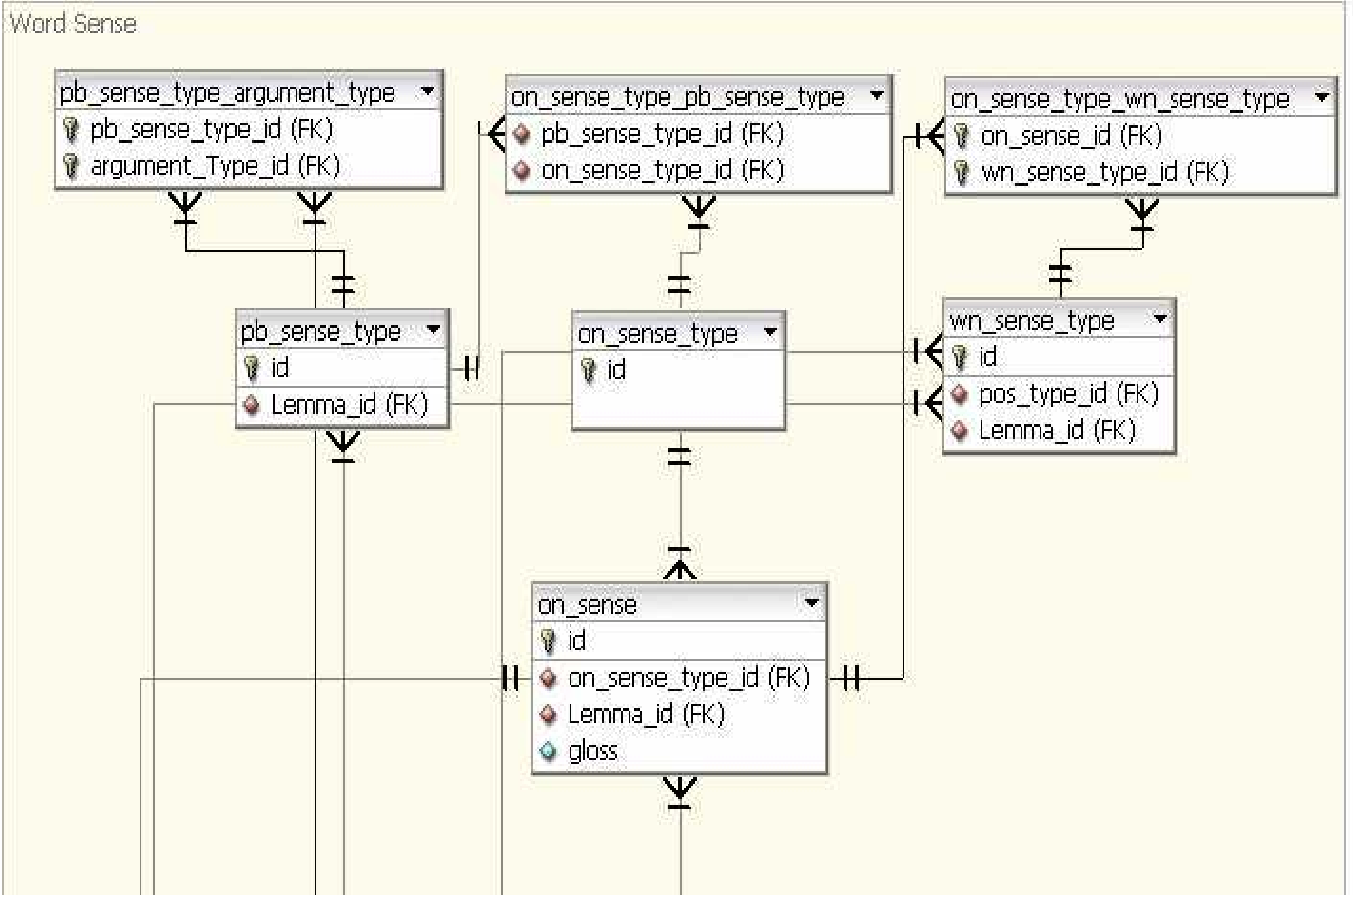 Word Sense
pb_sense_type_argument_type
pb_sense_type_id (FK)
argument_Type_id (FK)
on_sense_type_pb_sense_type
pb_sense_type_id (FK)
on_sense_type_id (FK)
on_sense_type_wn_sense_type
on_sense_id (FK)
wn_sense_type_id (FK)
pb_sense_type
id
Lemma_id (FK)
on_sense_type
id
wn_sense_type
id
pos_type_id (FK)
Lemma_id (FK)
on_sense
id
on_sense_type_id (FK)
Lemma_id (FK)
gloss